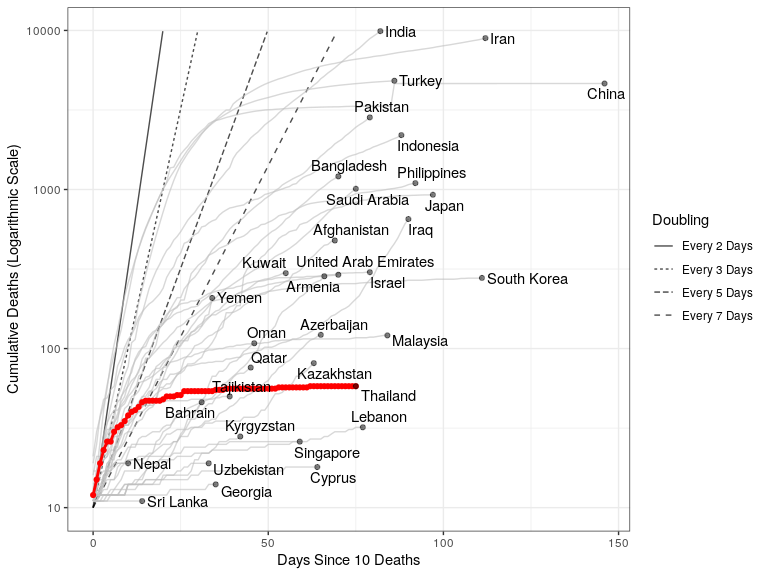 10000
1000
100
10
Cumulative Deaths (Logarithmic Scale)
India
Iran
Turkey
China
Pakistan
Indonesia
Bangladesh
Philippines
Saudi Arabia
Japan
Afghanistan
Iraq
Kuwait
United Arab Emirates
Armenia
Israel
South Korea
Yemen
Oman
Azerbaijan
Malaysia
Qatar
Kazakhstan
Tajikistan
Thailand
Bahrain
Lebanon
Kyrgyzstan
Singapore
Nepal
Uzbekistan
Cyprus
Georgia
Sri Lanka
0
50
100
150
Days Since 10 Deaths
Doubling
Every 2 Days
Every 3 Days
Every 5 Days
Every 7 Days